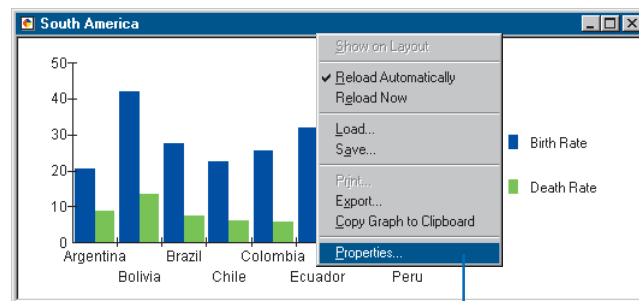 South America
Show on Layout
Reload Automatically
Reload Now
Load...
Save...
Print...
Export...
Copy Graph to Clipboard
Properties...
50
40
30
20
10
0
Birth Rate
Death Rate
Argentina Brazil Colombia
Bolivia Chile Ecuador Peru